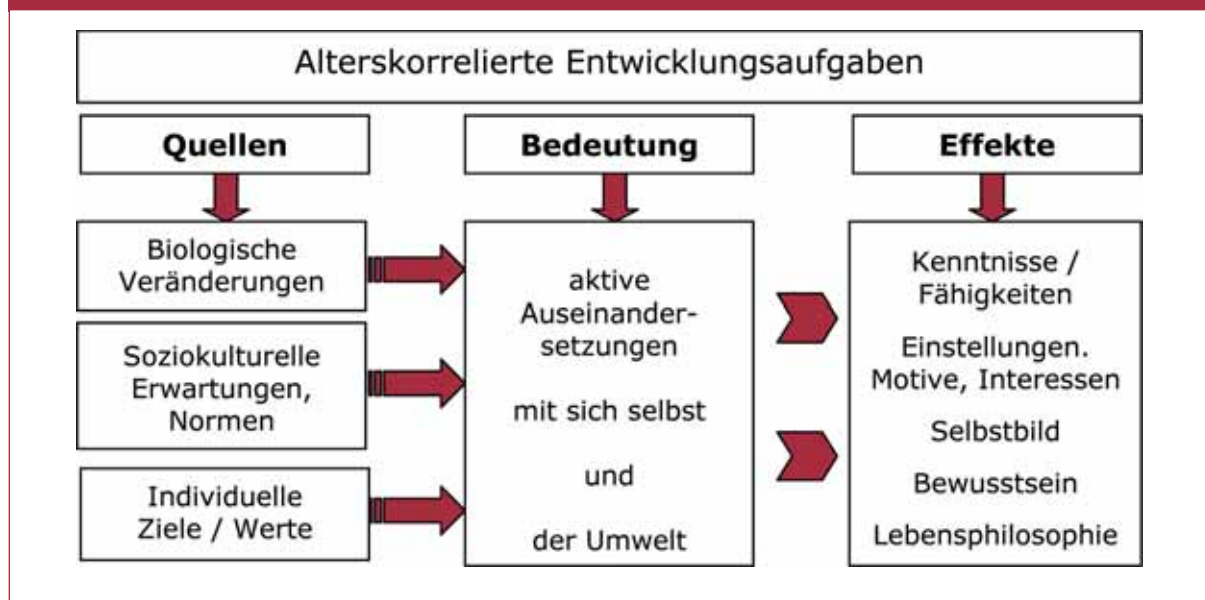 Alterskorrelierte Entwicklungsaufgaben
Quellen
Bedeutung
Effekte
Biologische
Veränderungen
Soziokulturelle
Erwartungen,
Normen
Individuelle
Ziele / Werte
aktive
Auseinander-
setzungen
mit sich selbst
und
der Umwelt
Kenntnisse /
Fähigkeiten
Einstellungen.
Motive, Interessen
Selbstbild
Bewusstsein
Lebensphilosophie